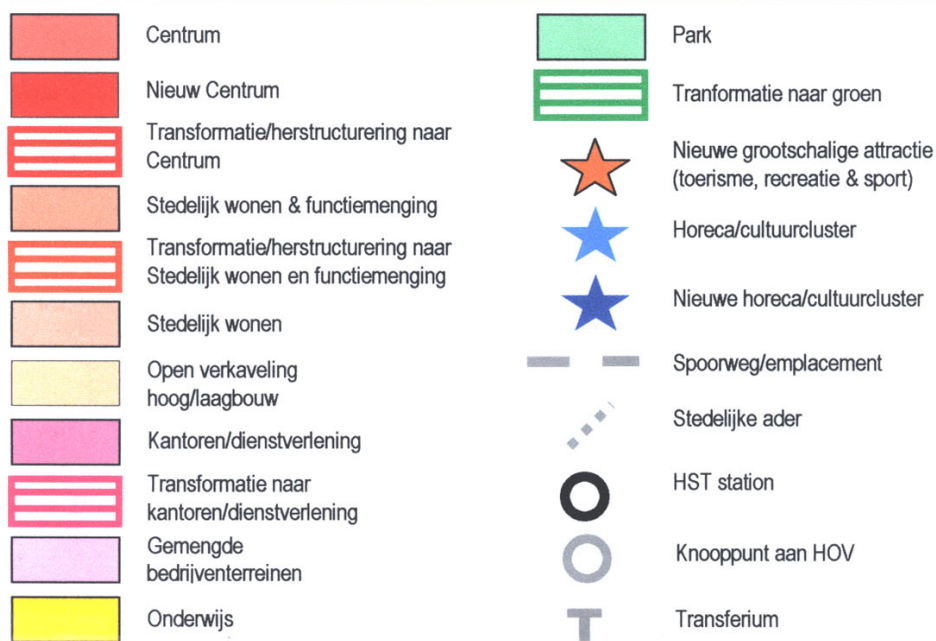 Centrum
Nieuw Centrum
Transformatie/herstructurering naar
Centrum
Stedelijk wonen & functiemenging
Transformatie/herstructurering naar
Stedelijk wonen en functiemenging
Stedelijk wonen
Open verkaveling
hoog/laagbouw
Kantoren/dienstverlening
Transformatie naar
kantoren/dienstverlening
Gemengde
bedrijventerreinen
Onderwijs
Park
Tranformatie naar groen
Nieuwe grootschalige attractie
(toerisme, recreatie & sport)
Horeca/cultuurcluster
Nieuwe horeca/cultuurcluster
Spoorweg/emplacement
Stedelijke ader
HST station
Knooppunt aan HOV
Transferium